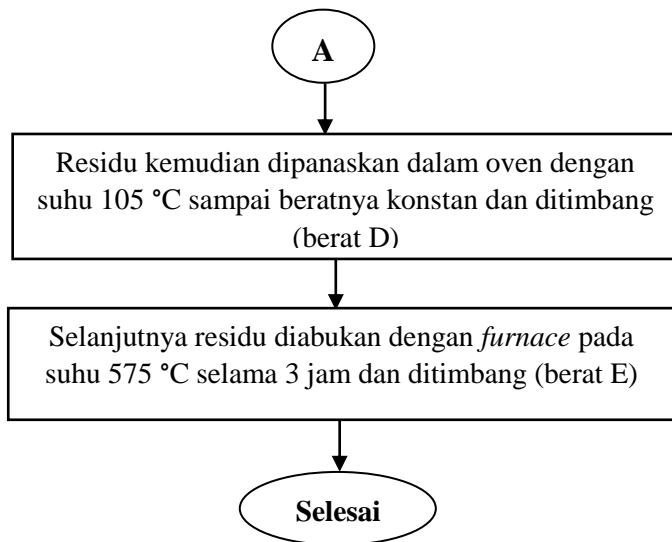 A
Residu kemudian dipanaskan dalam oven dengan
suhu 105 °C sampai beratnya konstan dan ditimbang
(berat D)
Selanjutnya residu diabukan dengan furnace pada
suhu 575 °C selama 3 jam dan ditimbang (berat E)
Selesai